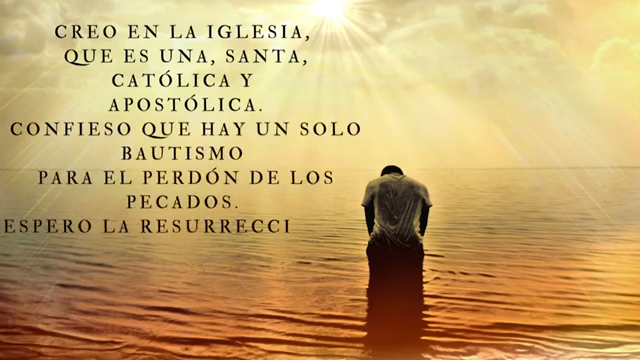 CREO EN LA IGLESIA,
QUE ES UNA, SANTA,
CATÓLICA Y
APOSTÓLICA.
CONFIESO QUE HAY UN SOLO
BAUTISMO
PARA EL PERDÓN DE LOS
PECADOS.
ESPERO LA RESURRECCI